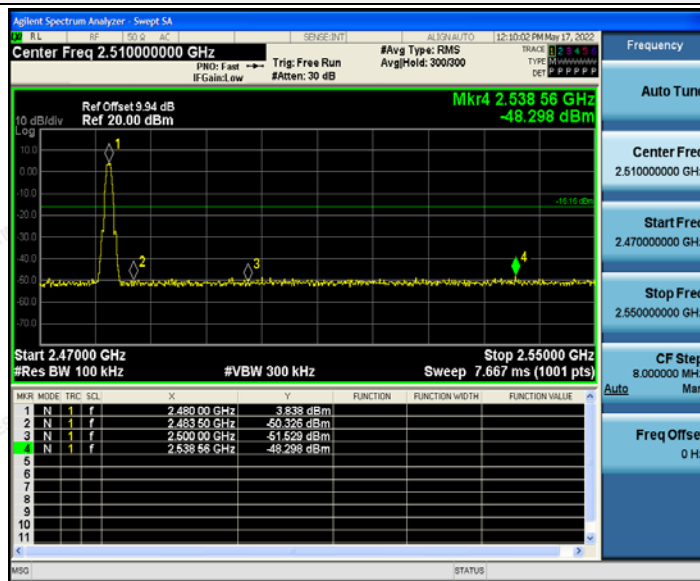 Agilent Spectrum Analyzer - Swept SA
RL RF 50 Ω AC SENSE:INT ALIGN AUTO 12:10:02 PM May 17, 2022
Center Freq 2.510000000 GHz #Avg Type: RMS TRACE 1 2 3 4 5 6
PNO: Fast Trig: Free Run Avg|Hold: 300/300 TYPE M
IFGain:Low #Atten: 30 dB DET P P P P P P
Ref Offset 9.94 dB Mkr4 2.538 56 GHz
10 dB/div Ref 20.00 dBm -48.298 dBm
Log
10.0
0.00
-10.0
-20.0
-30.0
-40.0
-50.0
-60.0
-70.0
-16.16 dBm
1
2
3
4
Start 2.47000 GHz Stop 2.55000 GHz
#Res BW 100 kHz #VBW 300 kHz Sweep 7.667 ms (1001 pts)
MKR MODE TRC SCL X Y FUNCTION FUNCTION WIDTH FUNCTION VALUE
1 N 1 f 2.480 00 GHz 3.838 dBm
2 N 1 f 2.483 50 GHz -50.326 dBm
3 N 1 f 2.500 00 GHz -51.529 dBm
4 N 1 f 2.538 56 GHz -48.298 dBm
5
6
7
8
9
10
11
MSG STATUS
Frequency
Auto Tune
Center Freq
2.510000000 GHz
Start Freq
2.470000000 GHz
Stop Freq
2.550000000 GHz
CF Step
8.000000 MHz
Auto Man
Freq Offset
0 Hz